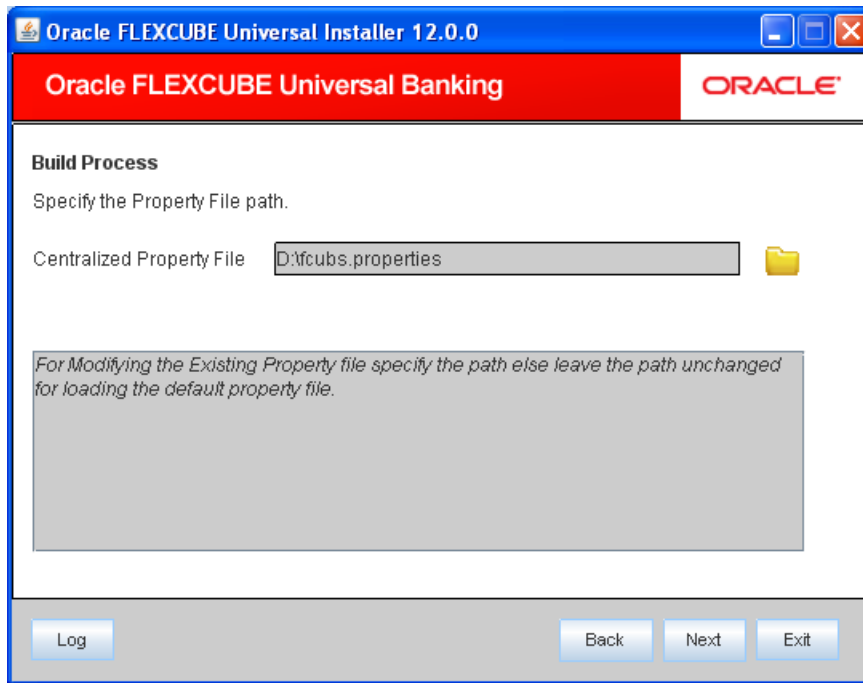 Oracle FLEXCUBE Universal Installer 12.0.0
Oracle FLEXCUBE Universal Banking
ORACLE
Build Process
Specify the Property File path.
Centralized Property File D:\fcubs.properties
For Modifying the Existing Property file specify the path else leave the path unchanged
for loading the default property file.
Log Back Next Exit